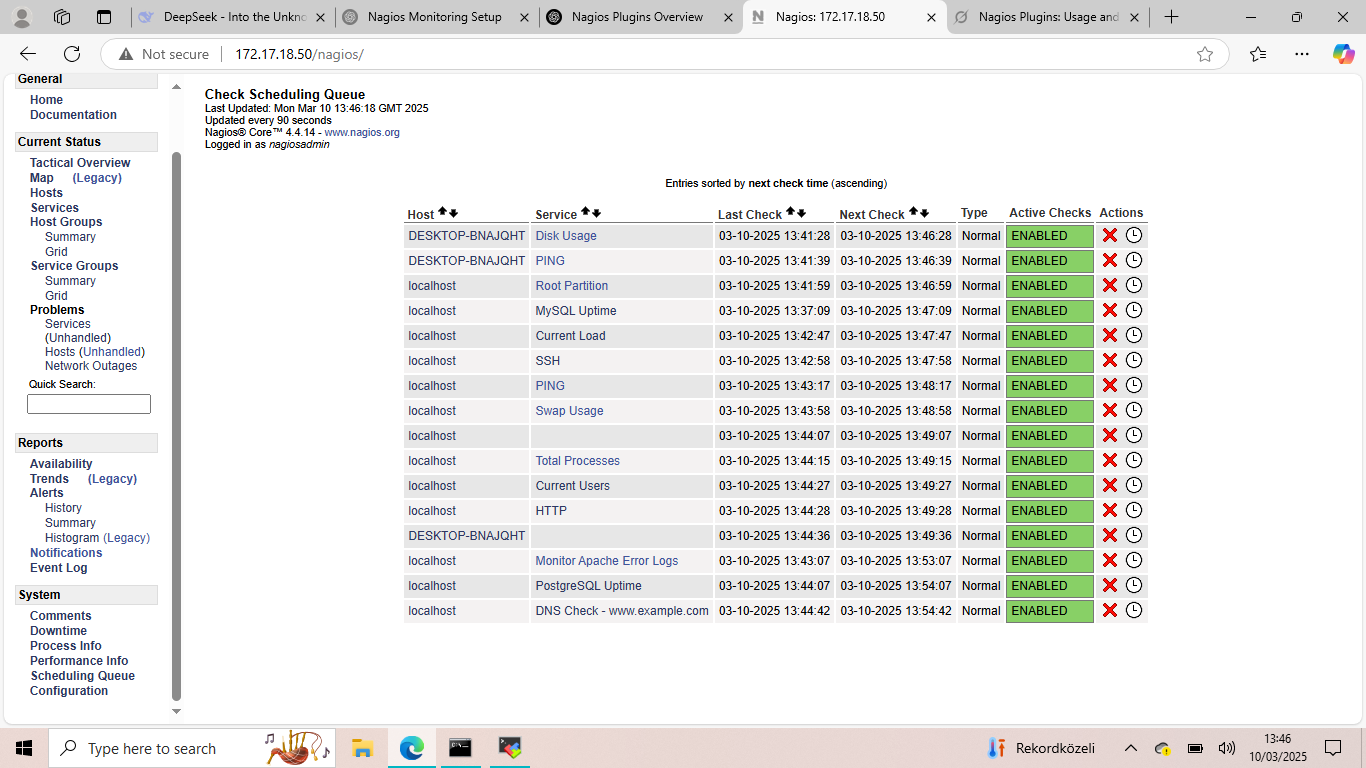 DeepSeek - Into the Unkno
Nagios Monitoring Setup
Nagios Plugins Overview
Nagios: 172.17.18.50
Nagios Plugins: Usage and
Not secure
172.17.18.50/nagios/
General
Home
Documentation
Current Status
Tactical Overview
Map (Legacy)
Hosts
Services
Host Groups
Summary
Grid
Service Groups
Summary
Grid
Problems
Services
(Unhandled)
Hosts (Unhandled)
Network Outages
Quick Search:
Reports
Availability
Trends (Legacy)
Alerts
History
Summary
Histogram (Legacy)
Notifications
Event Log
System
Comments
Downtime
Process Info
Performance Info
Scheduling Queue
Configuration
Check Scheduling Queue
Last Updated: Mon Mar 10 13:46:18 GMT 2025
Updated every 90 seconds
Nagios® Core™ 4.4.14 - www.nagios.org
Logged in as nagiosadmin
Entries sorted by next check time (ascending)
Host Service Last Check Next Check Type Active Checks Actions
DESKTOP-BNAJQHT Disk Usage 03-10-2025 13:41:28 03-10-2025 13:46:28 Normal ENABLED
DESKTOP-BNAJQHT PING 03-10-2025 13:41:39 03-10-2025 13:46:39 Normal ENABLED
localhost Root Partition 03-10-2025 13:41:59 03-10-2025 13:46:59 Normal ENABLED
localhost MySQL Uptime 03-10-2025 13:37:09 03-10-2025 13:47:09 Normal ENABLED
localhost Current Load 03-10-2025 13:42:47 03-10-2025 13:47:47 Normal ENABLED
localhost SSH 03-10-2025 13:42:58 03-10-2025 13:47:58 Normal ENABLED
localhost PING 03-10-2025 13:43:17 03-10-2025 13:48:17 Normal ENABLED
localhost Swap Usage 03-10-2025 13:43:58 03-10-2025 13:48:58 Normal ENABLED
localhost 03-10-2025 13:44:07 03-10-2025 13:49:07 Normal ENABLED
localhost Total Processes 03-10-2025 13:44:15 03-10-2025 13:49:15 Normal ENABLED
localhost Current Users 03-10-2025 13:44:27 03-10-2025 13:49:27 Normal ENABLED
localhost HTTP 03-10-2025 13:44:28 03-10-2025 13:49:28 Normal ENABLED
DESKTOP-BNAJQHT 03-10-2025 13:44:36 03-10-2025 13:49:36 Normal ENABLED
localhost Monitor Apache Error Logs 03-10-2025 13:43:07 03-10-2025 13:53:07 Normal ENABLED
localhost PostgreSQL Uptime 03-10-2025 13:44:07 03-10-2025 13:54:07 Normal ENABLED
localhost DNS Check - www.example.com 03-10-2025 13:44:42 03-10-2025 13:54:42 Normal ENABLED
Type here to search
Rekordközeli
13:46
10/03/2025